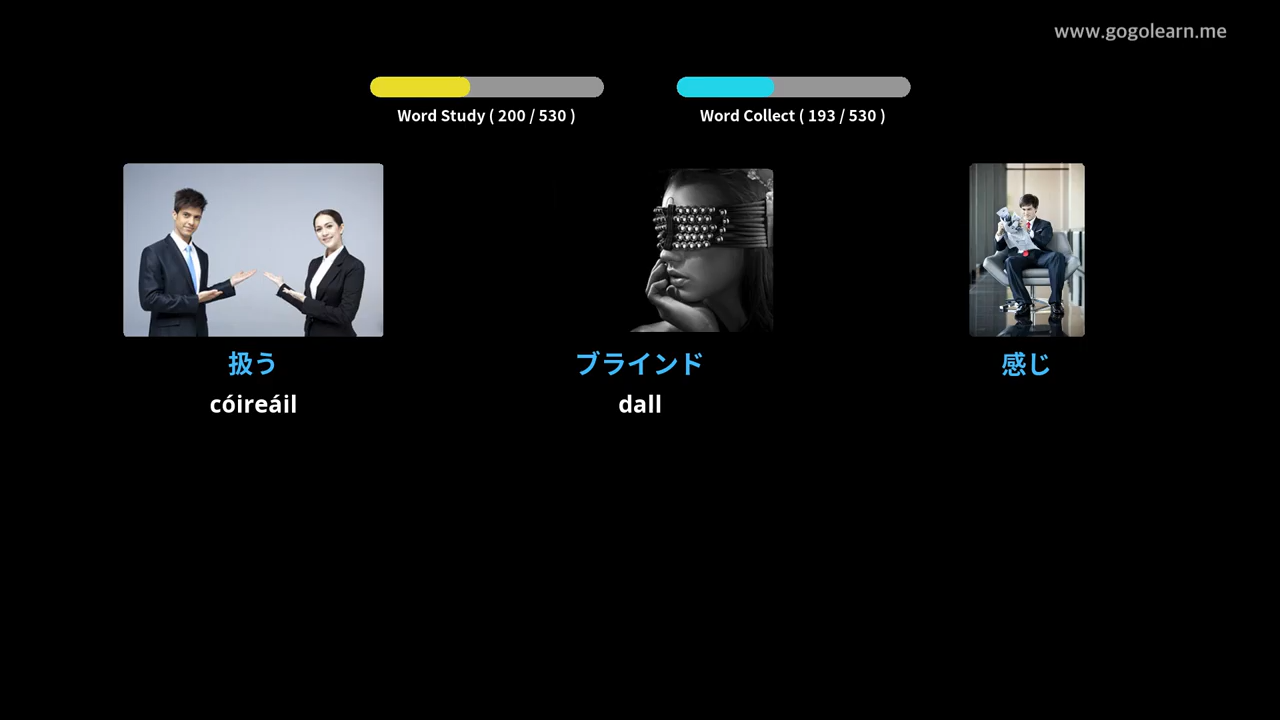 www.gogolearn.me
Word Study ( 200 / 530 )
Word Collect ( 193 / 530 )
扱う
ブラインド
感じ
cóireáil
dall